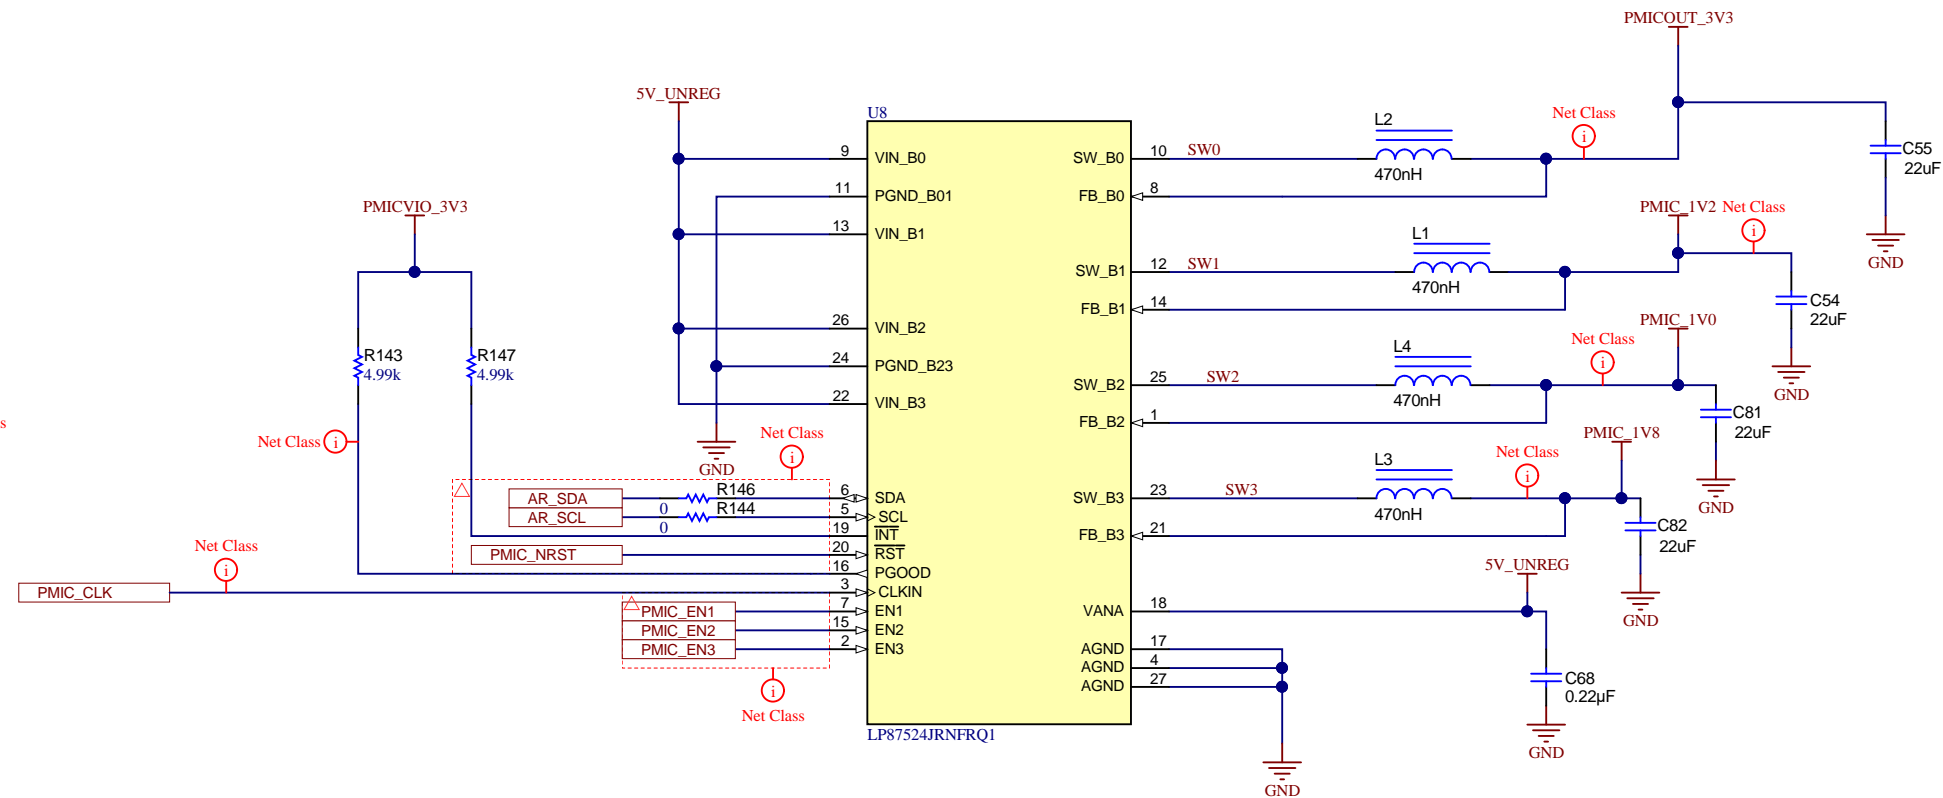 PMICOUT_3V3
5V_UNREG
U8
Net Class
L2
470nH
C55
22uF
GND
9 VIN_B0
11 PGND_B01
13 VIN_B1
26 VIN_B2
24 PGND_B23
22 VIN_B3
GND
SW_B0 10 SW0
FB_B0 8
PMICVIO_3V3
PMIC_1V2 Net Class
L1
470nH
SW_B1 12 SW1
FB_B1 14
C54
22uF
GND
PMIC_1V0
Net Class
L4
470nH
SW_B2 25 SW2
FB_B2 1
C81
22uF
GND
R143
4.99k
R147
4.99k
s
Net Class
Net Class
PMIC_1V8
Net Class
L3
470nH
SW_B3 23 SW3
FB_B3 21
C82
22uF
GND
AR_SDA R146 6 SDA
0
AR_SCL R144 5 SCL
0
19 INT
PMIC_NRST 20 RST
16 PGOOD
Net Class
PMIC_CLK 3 CLKIN
PMIC_EN1 7 EN1
PMIC_EN2 15 EN2
PMIC_EN3 2 EN3
Net Class
5V_UNREG
VANA 18
AGND 17
AGND 4
AGND 27
C68
0.22µF
GND
GND
LP87524JRNFRQ1
i
i
i
i
i
i
i
i
i